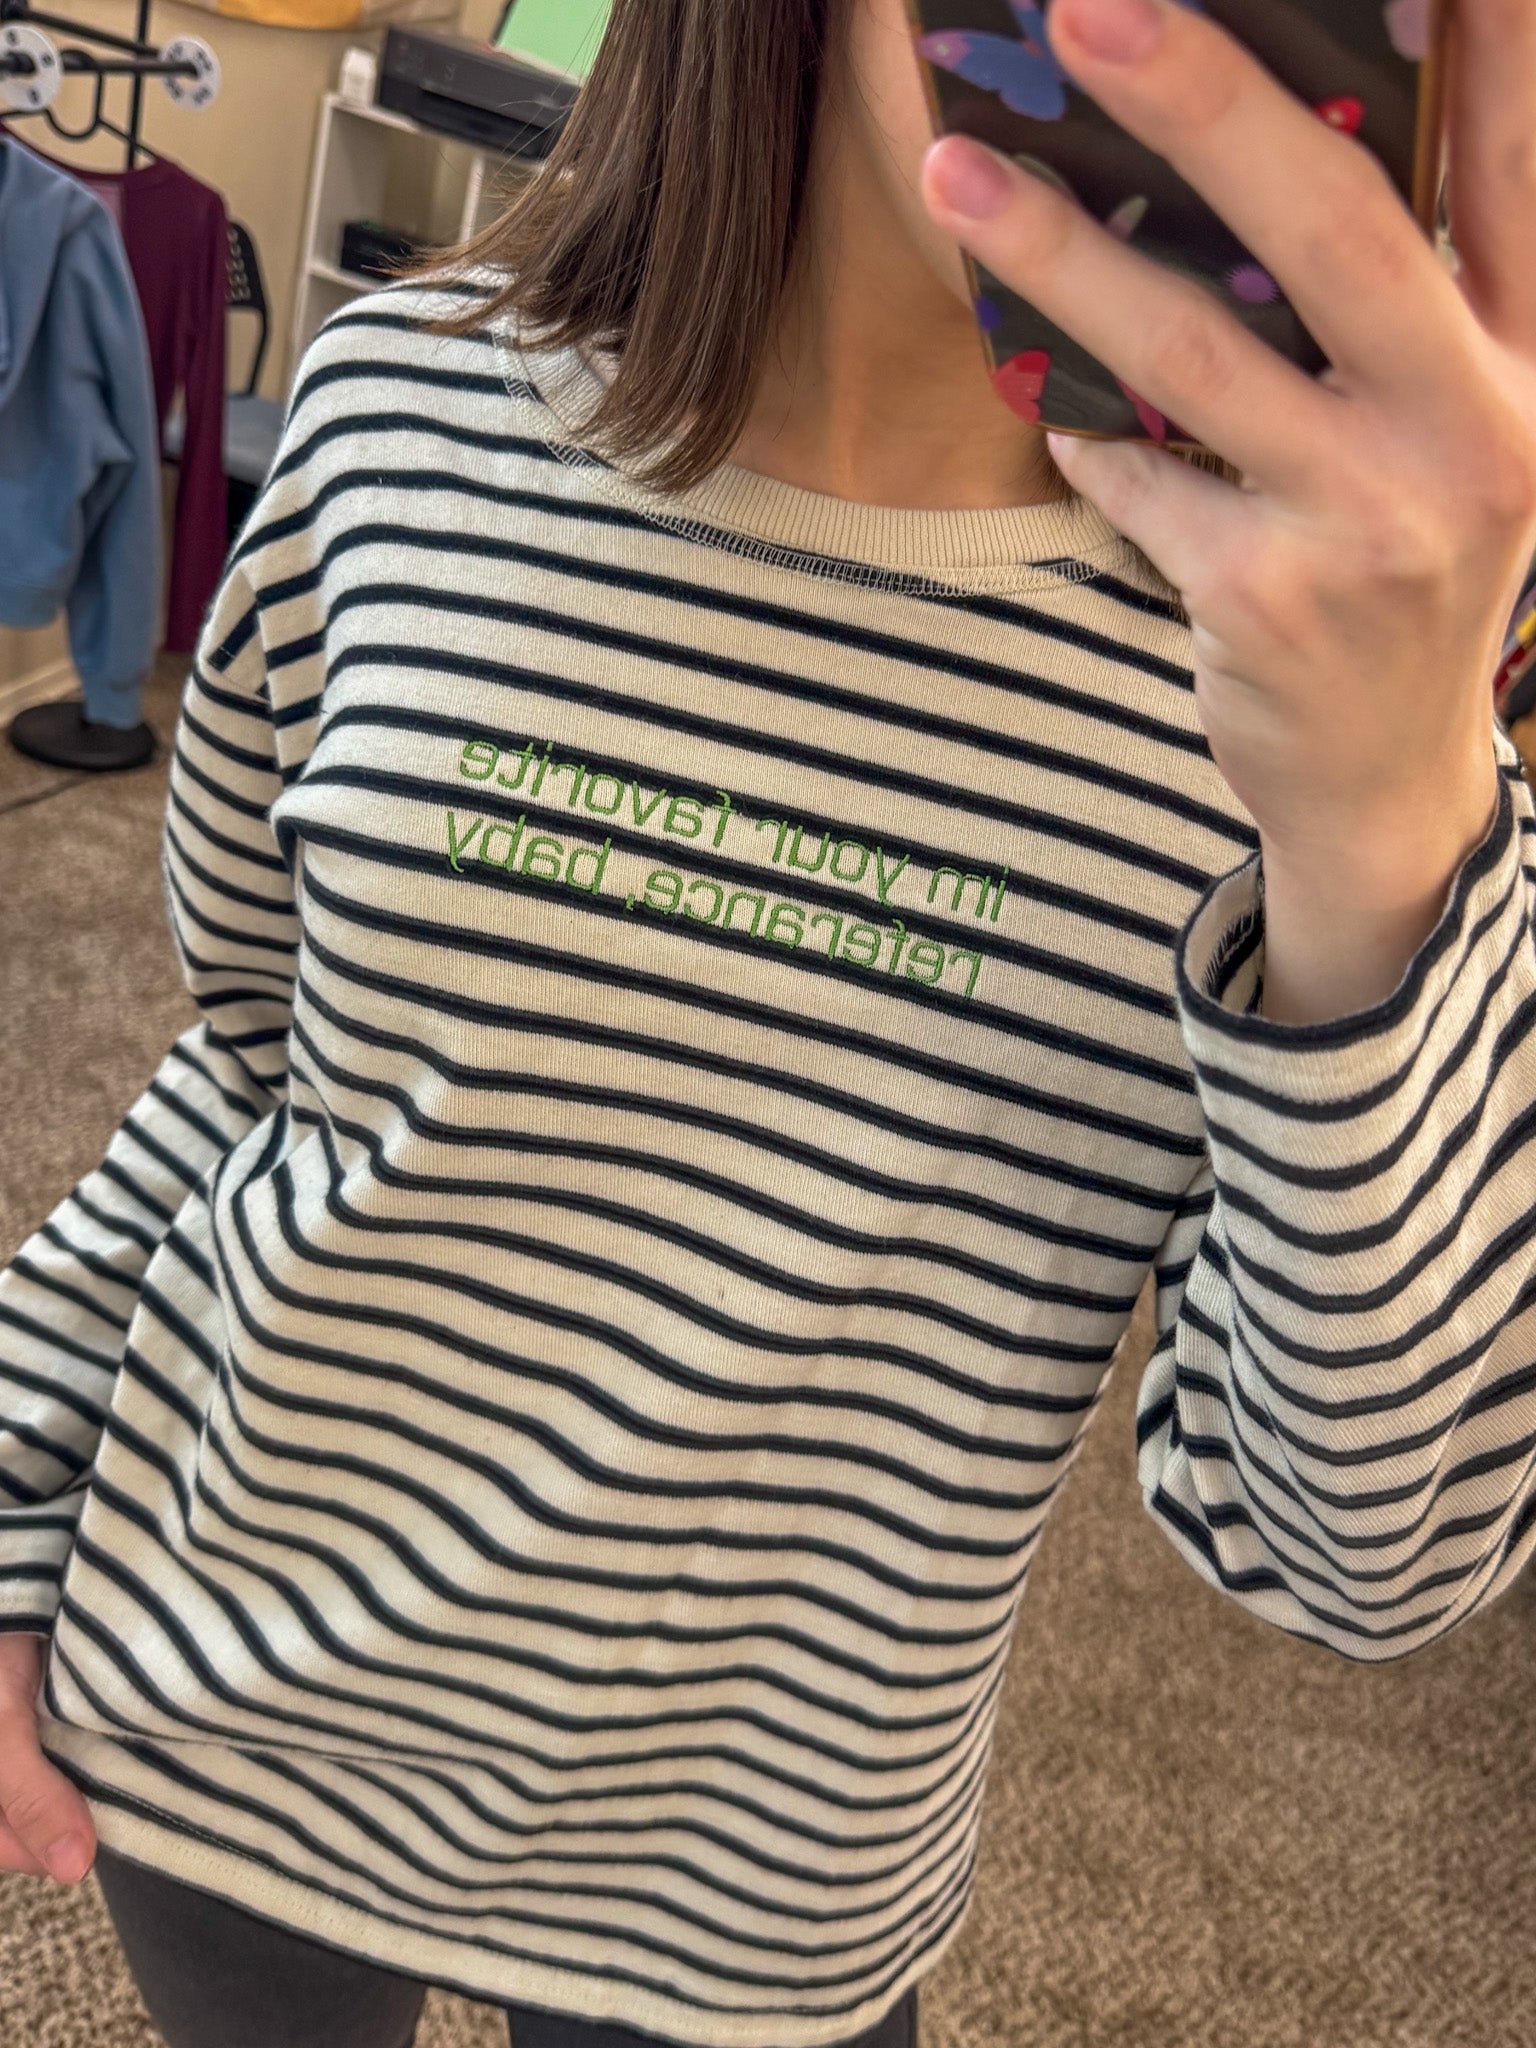 im your favorite
referance, baby